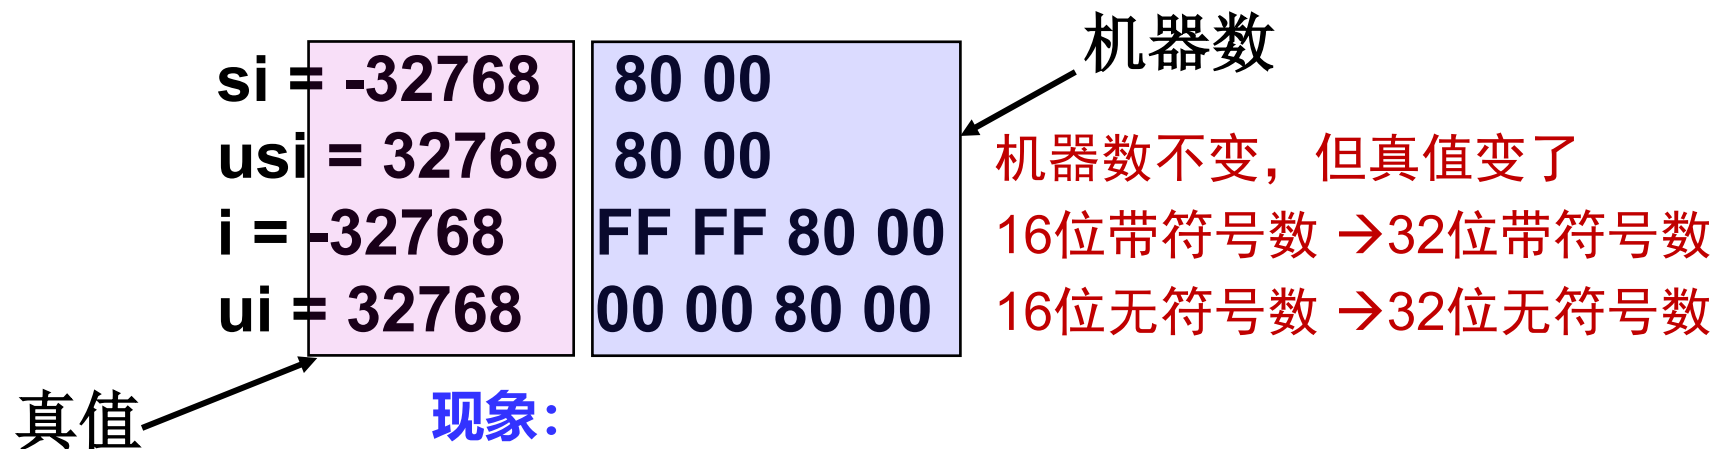 机器数
si = -32768 80 00
usi = 32768 80 00 机器数不变，但真值变了
i = -32768 FF FF 80 00 16位带符号数 →32位带符号数
ui = 32768 00 00 80 00 16位无符号数 →32位无符号数
真值 现象：